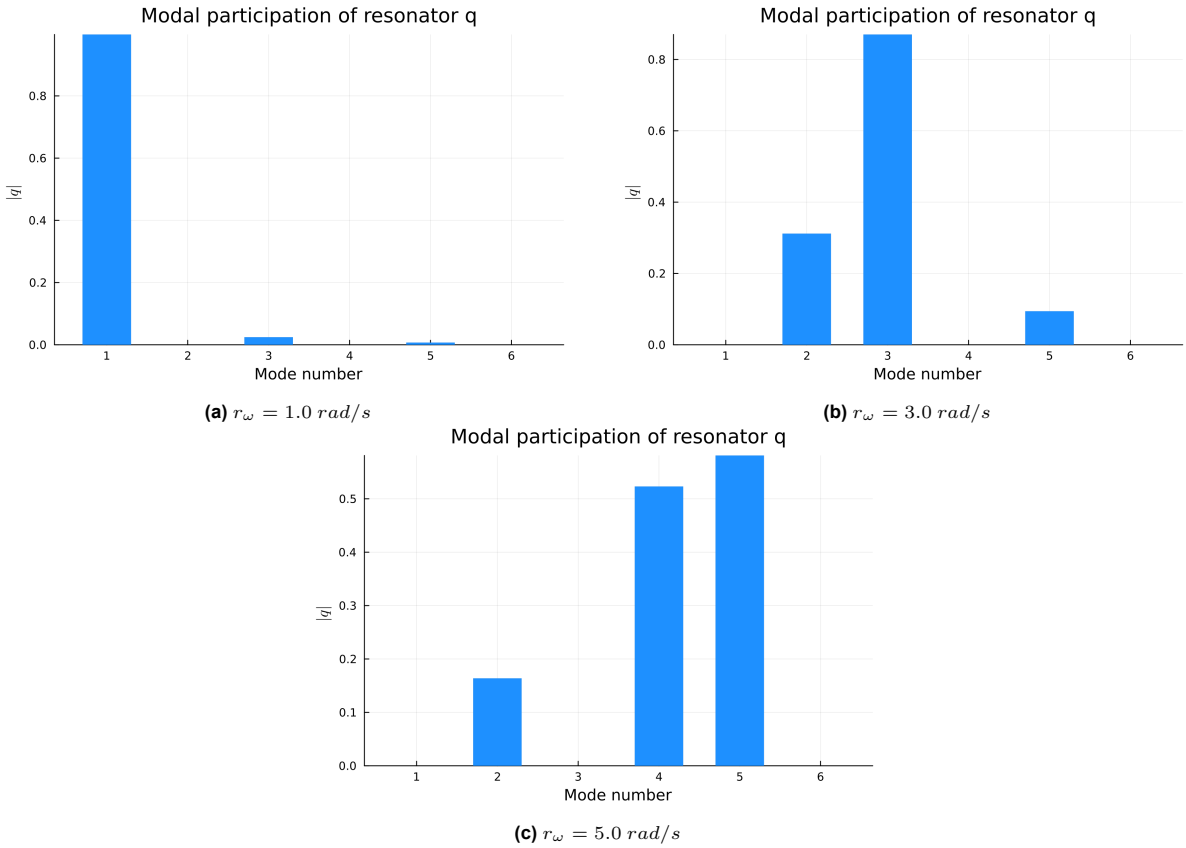 Modal participation of resonator q
0.8
0.6
0.4
0.2
0.0
|q|
1 2 3 4 5 6
Mode number
(a) r_ω = 1.0 rad/s
Modal participation of resonator q
0.8
0.6
0.4
0.2
0.0
|q|
1 2 3 4 5 6
Mode number
(b) r_ω = 3.0 rad/s
Modal participation of resonator q
0.5
0.4
0.3
0.2
0.1
0.0
|q|
1 2 3 4 5 6
Mode number
(c) r_ω = 5.0 rad/s